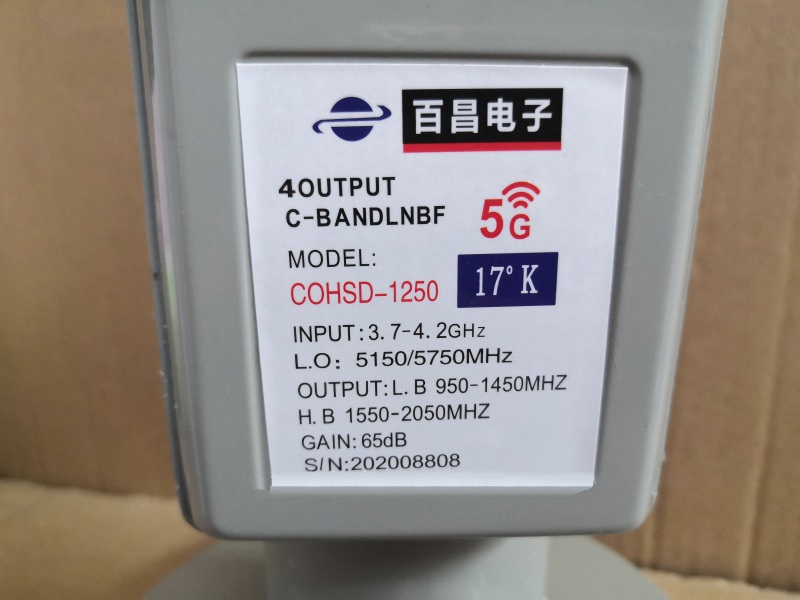 百昌电子
4OUTPUT
C-BANDLNBF
5G
MODEL:
COHSD-1250
17°K
INPUT:3.7-4.2GHz
L.O: 5150/5750MHz
OUTPUT:L.B 950-1450MHZ
H.B 1550-2050MHZ
GAIN:65dB
S/N:202008808